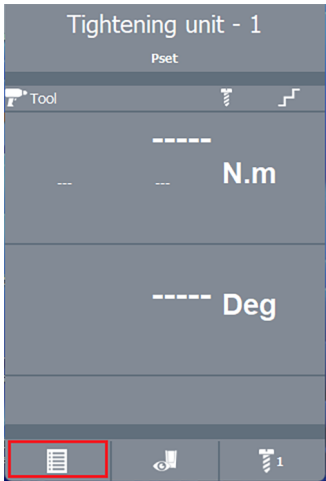 Tightening unit - 1
Pset
Tool
-----
--- --- N.m
----- Deg
1